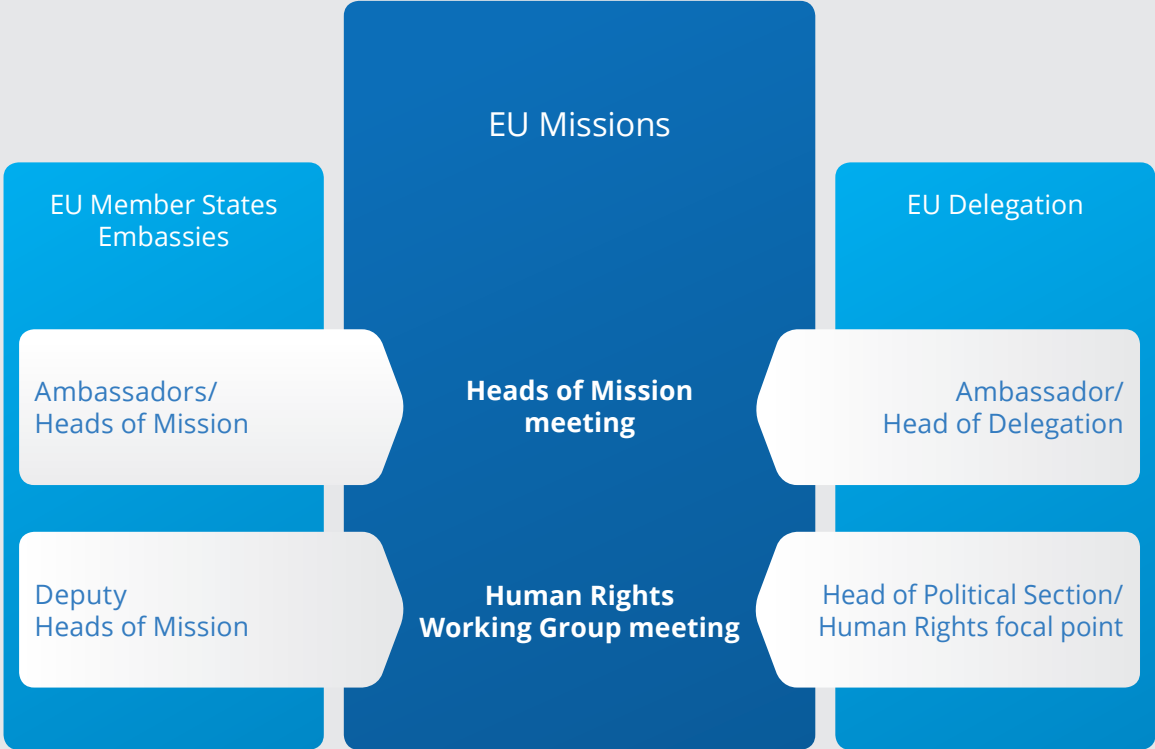 EU Missions
EU Member States
Embassies
EU Delegation
Ambassadors/
Heads of Mission
Heads of Mission
meeting
Ambassador/
Head of Delegation
Deputy
Heads of Mission
Human Rights
Working Group meeting
Head of Political Section/
Human Rights focal point